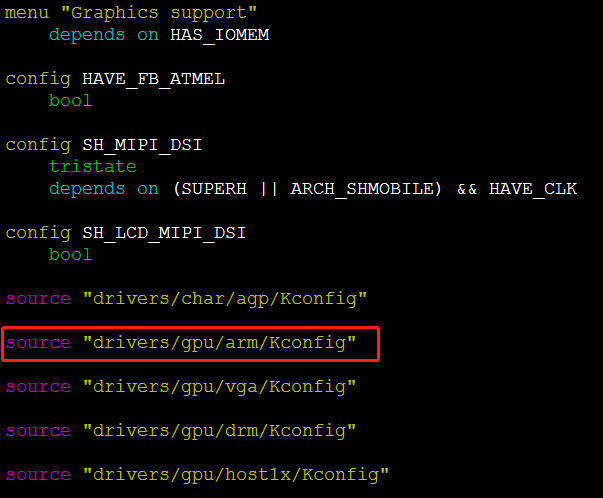 menu "Graphics support"
    depends on HAS_IOMEM
config HAVE_FB_ATMEL
    bool
config SH_MIPI_DSI
    tristate
    depends on (SUPERH || ARCH_SHMOBILE) && HAVE_CLK
config SH_LCD_MIPI_DSI
    bool
source "drivers/char/agp/Kconfig"
source "drivers/gpu/arm/Kconfig"
source "drivers/gpu/vga/Kconfig"
source "drivers/gpu/drm/Kconfig"
source "drivers/gpu/host1x/Kconfig"